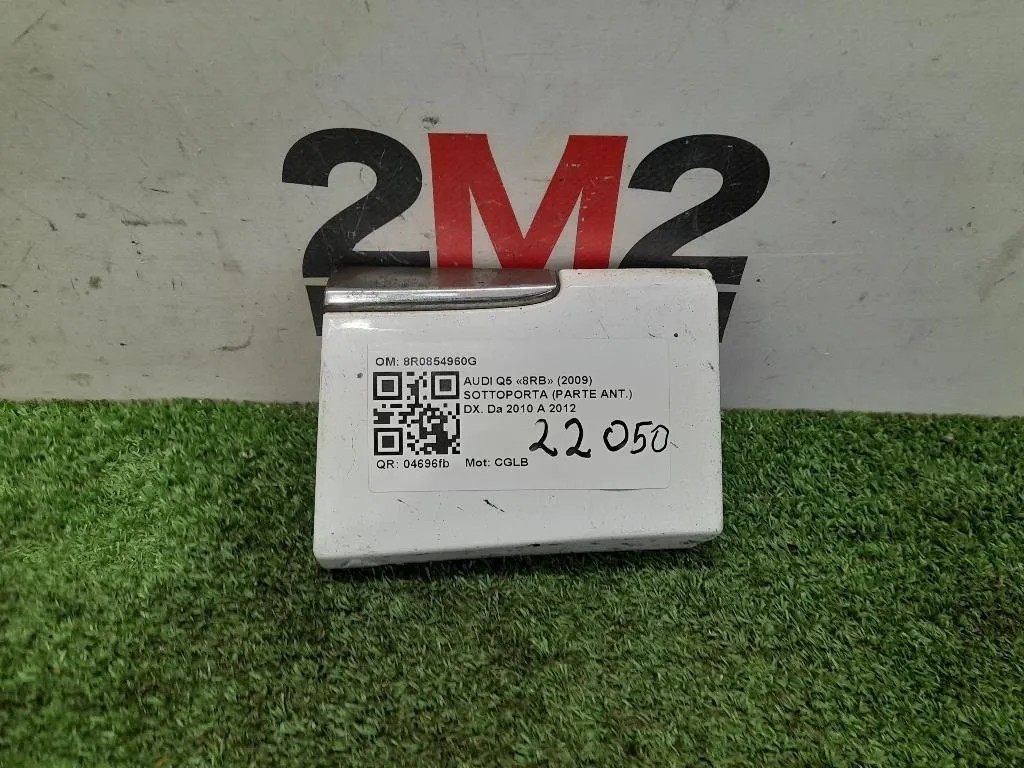 2M2
OM: 8R0854960G
AUDI Q5 «8RB» (2009)
SOTTOPORTA (PARTE ANT.)
DX. Da 2010 A 2012
22050
QR: 04696fb Mot: CGLB